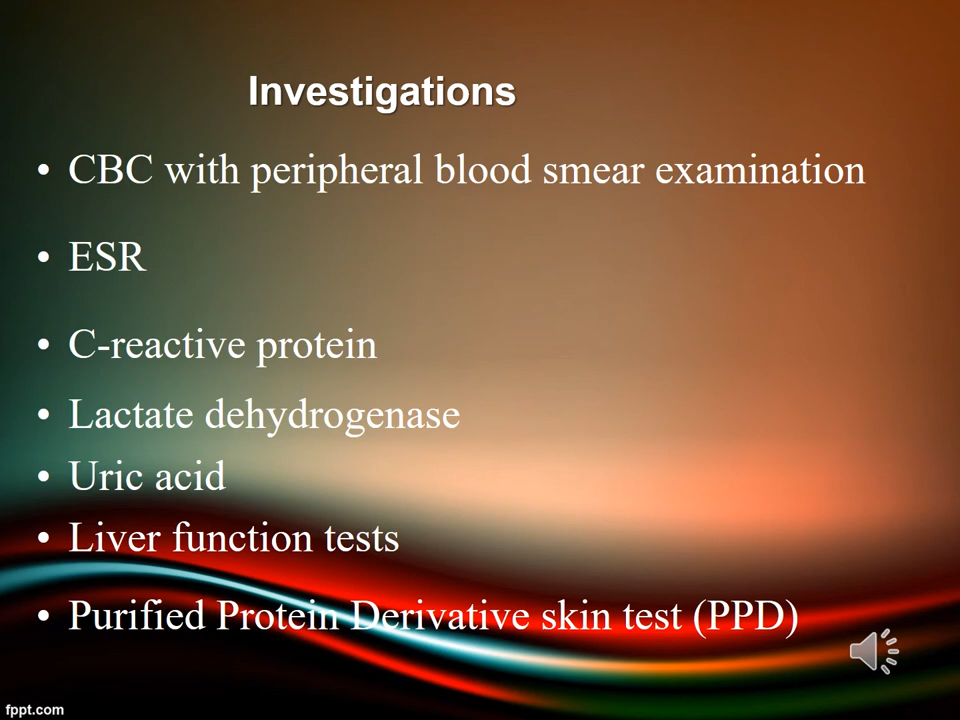 Investigations
• CBC with peripheral blood smear examination
• ESR
• C-reactive protein
• Lactate dehydrogenase
• Uric acid
• Liver function tests
• Purified Protein Derivative skin test (PPD)
fppt.com